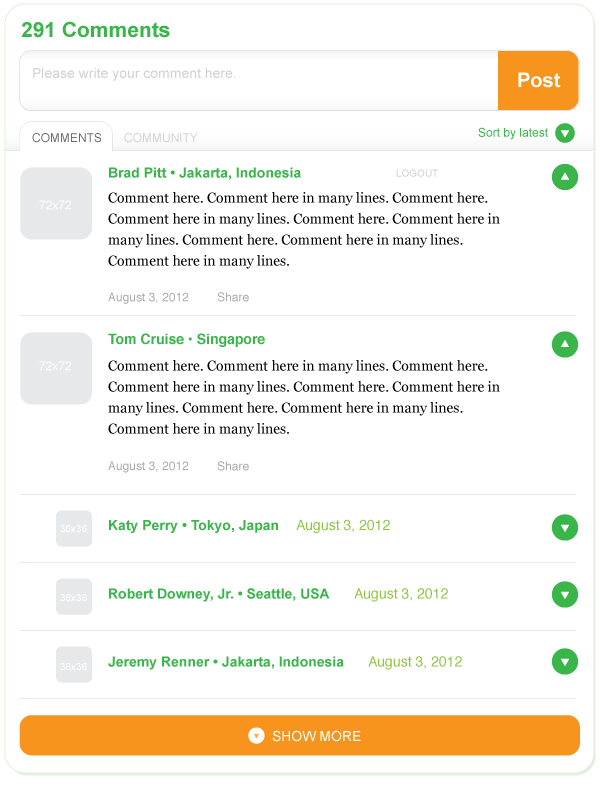 291 Comments
Please write your comment here.
Post
COMMENTS
COMMUNITY
Sort by latest
72x72
Brad Pitt • Jakarta, Indonesia
LOGOUT
Comment here. Comment here in many lines. Comment here.
Comment here in many lines. Comment here. Comment here in
many lines. Comment here. Comment here in many lines.
Comment here in many lines.
August 3, 2012
Share
72x72
Tom Cruise • Singapore
Comment here. Comment here in many lines. Comment here.
Comment here in many lines. Comment here. Comment here in
many lines. Comment here. Comment here in many lines.
Comment here in many lines.
August 3, 2012
Share
36x36
Katy Perry • Tokyo, Japan
August 3, 2012
36x36
Robert Downey, Jr. • Seattle, USA
August 3, 2012
36x36
Jeremy Renner • Jakarta, Indonesia
August 3, 2012
SHOW MORE